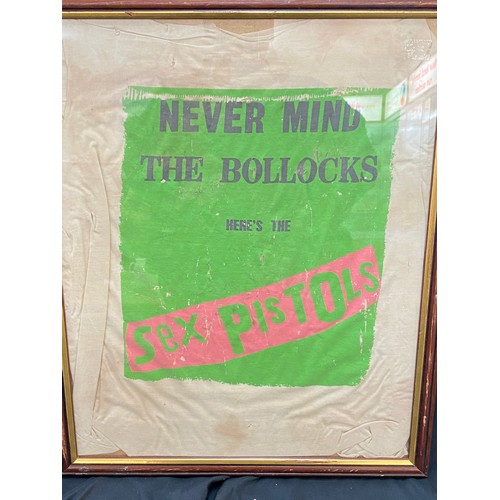 NEVER MIND
THE BOLLOCKS
HERE'S THE
Sex PisTOLs